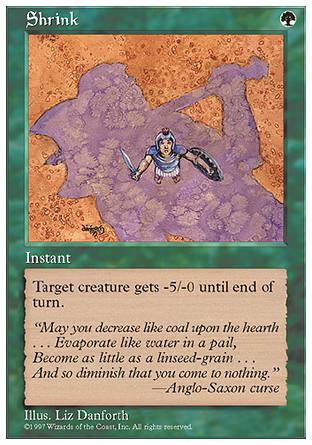 Shrink
Instant
Target creature gets -5/-0 until end of
turn.
“May you decrease like coal upon the hearth
. . . Evaporate like water in a pail,
Become as little as a linseed-grain . . .
And so diminish that you come to nothing.”
—Anglo-Saxon curse
Illus. Liz Danforth
©1997 Wizards of the Coast, Inc. All rights reserved.